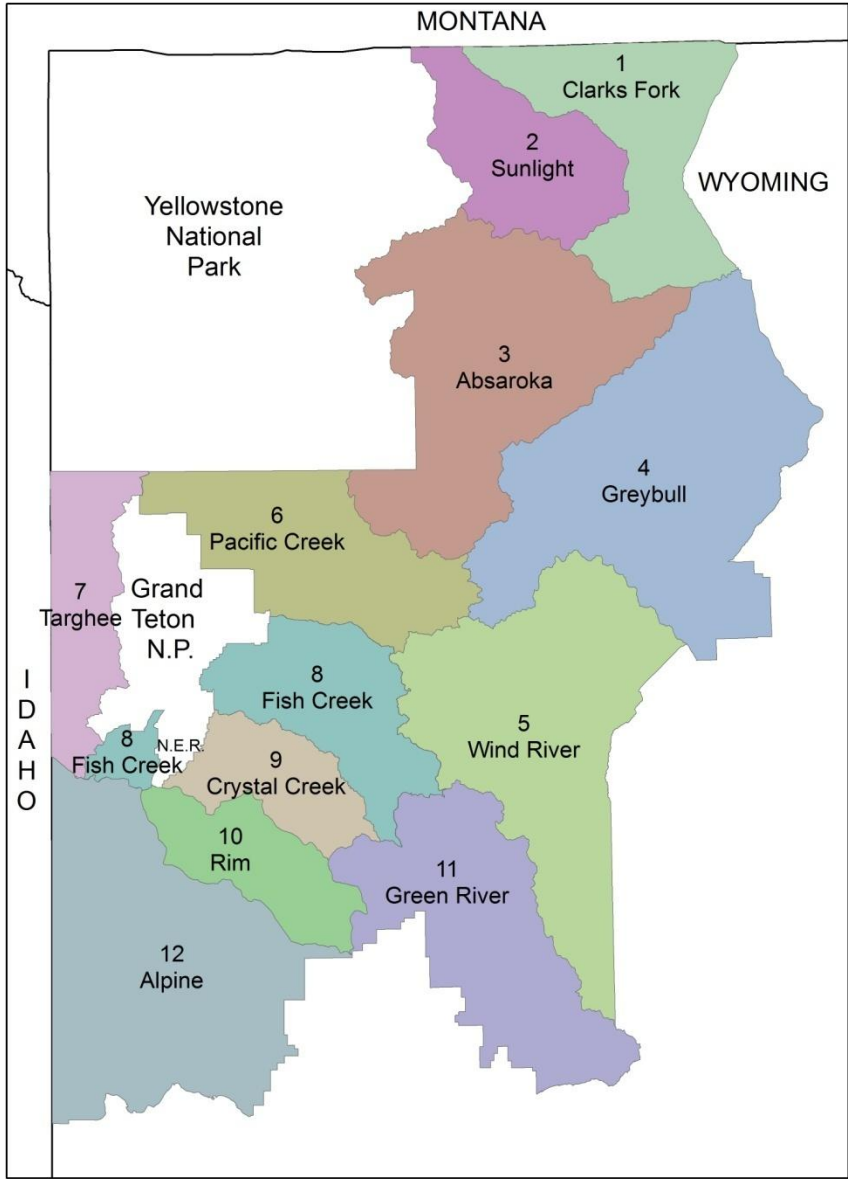 MONTANA
1
Clarks Fork
2
Sunlight
WYOMING
Yellowstone
National
Park
3
Absaroka
4
Greybull
6
Pacific Creek
7
Targhee
Grand
Teton
N.P.
IDAHO
8
Fish Creek
5
Wind River
8
Fish Creek
N.E.R.
9
Crystal Creek
10
Rim
11
Green River
12
Alpine